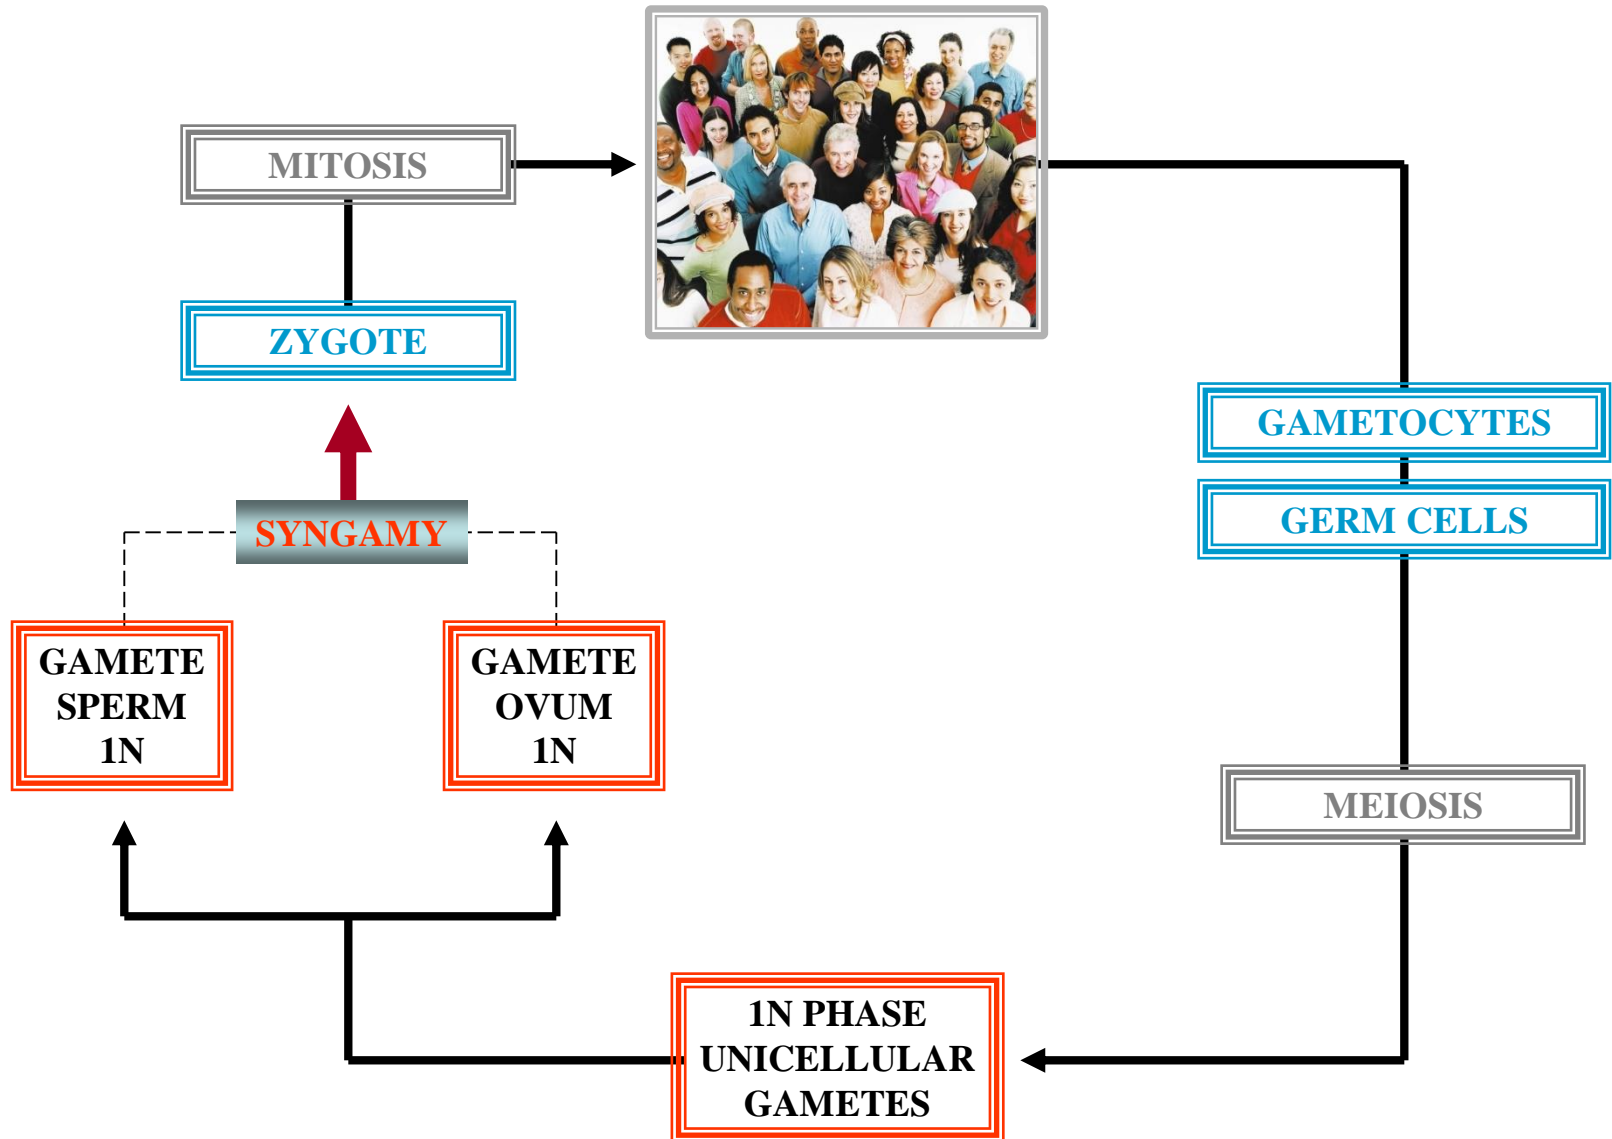 MITOSIS
ZYGOTE
GAMETOCYTES
GERM CELLS
SYNGAMY
GAMETE
SPERM
1N
GAMETE
OVUM
1N
MEIOSIS
1N PHASE
UNICELLULAR
GAMETES